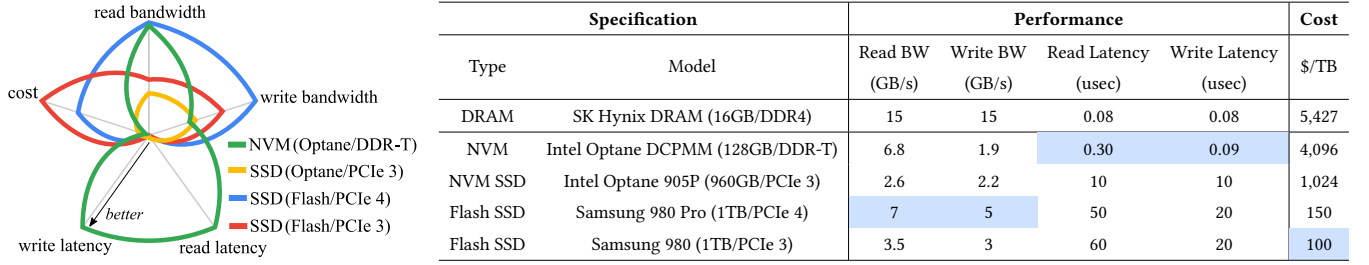 read bandwidth
cost
write bandwidth
NVM (Optane/DDR-T)
SSD (Optane/PCIe 3)
SSD (Flash/PCIe 4)
SSD (Flash/PCIe 3)
better
write latency
read latency
Specification Performance Cost
Type Model Read BW (GB/s) Write BW (GB/s) Read Latency (usec) Write Latency (usec) $/TB
DRAM SK Hynix DRAM (16GB/DDR4) 15 15 0.08 0.08 5,427
NVM Intel Optane DCPMM (128GB/DDR-T) 6.8 1.9 0.30 0.09 4,096
NVM SSD Intel Optane 905P (960GB/PCIe 3) 2.6 2.2 10 10 1,024
Flash SSD Samsung 980 Pro (1TB/PCIe 4) 7 5 50 20 150
Flash SSD Samsung 980 (1TB/PCIe 3) 3.5 3 60 20 100